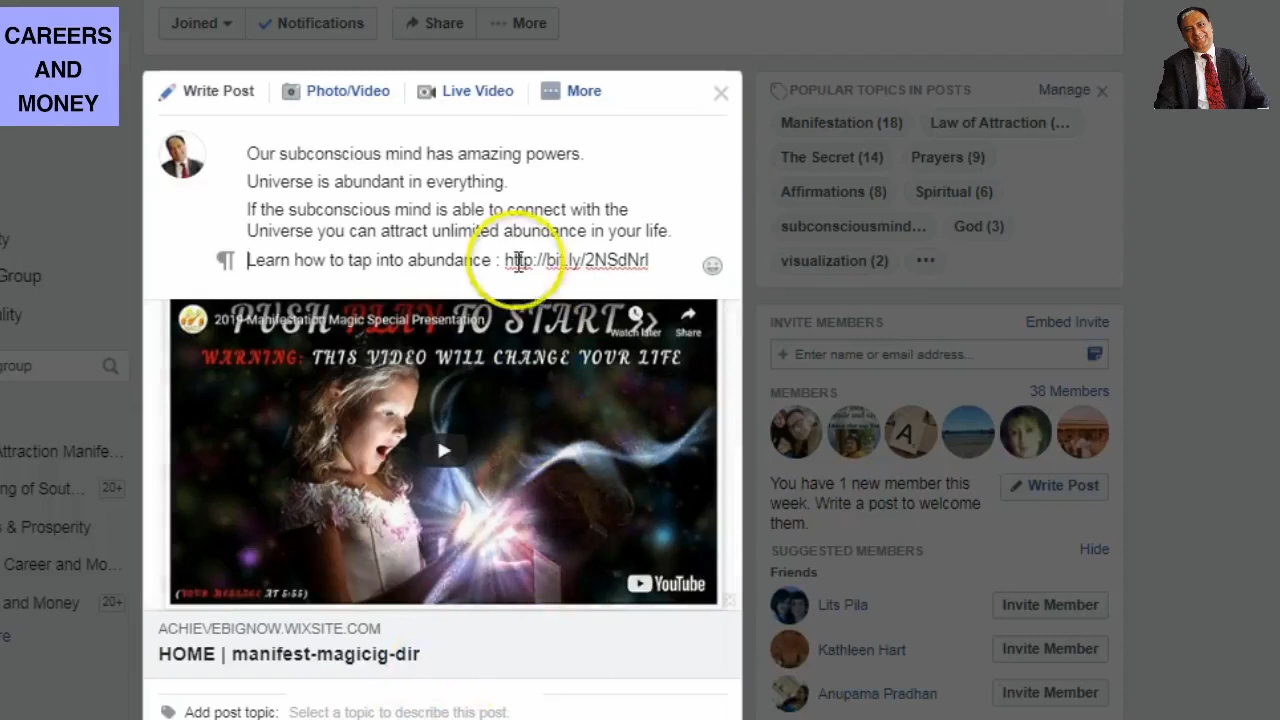 CAREERS
AND
MONEY
Joined
Notifications
Share
More
Write Post
Photo/Video
Live Video
More
Our subconscious mind has amazing powers.
Universe is abundant in everything.
If the subconscious mind is able to connect with the
Universe you can attract unlimited abundance in your life.
Learn how to tap into abundance : http://bit.ly/2NSdNrl
PUSH PLAY TO START
2019 Manifestation Magic Special Presentation
Watch later
Share
WARNING: THIS VIDEO WILL CHANGE YOUR LIFE
YouTube
ACHIEVEBIGNOW.WIXSITE.COM
HOME | manifest-magicig-dir
Add post topic: Select a topic to describe this post.
y
Group
lity
group
Attraction Manife...
ng of Sout... 20+
s & Prosperity
Career and Mo...
and Money 20+
re
POPULAR TOPICS IN POSTS
Manage
Manifestation (18)
Law of Attraction (...
The Secret (14)
Prayers (9)
Affirmations (8)
Spiritual (6)
subconsciousmind...
God (3)
visualization (2)
INVITE MEMBERS
Embed Invite
Enter name or email address...
MEMBERS
38 Members
A
You have 1 new member this
week. Write a post to welcome
them.
Write Post
SUGGESTED MEMBERS
Hide
Friends
Lits Pila
Invite Member
Kathleen Hart
Invite Member
Anupama Pradhan
Invite Member